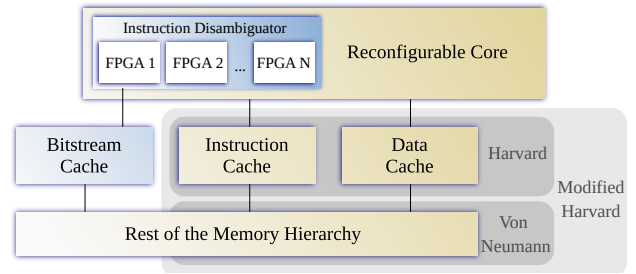 Instruction Disambiguator
FPGA 1 FPGA 2 ... FPGA N
Reconfigurable Core
Bitstream
Cache
Instruction
Cache
Data
Cache
Harvard
Modified
Harvard
Rest of the Memory Hierarchy
Von
Neumann